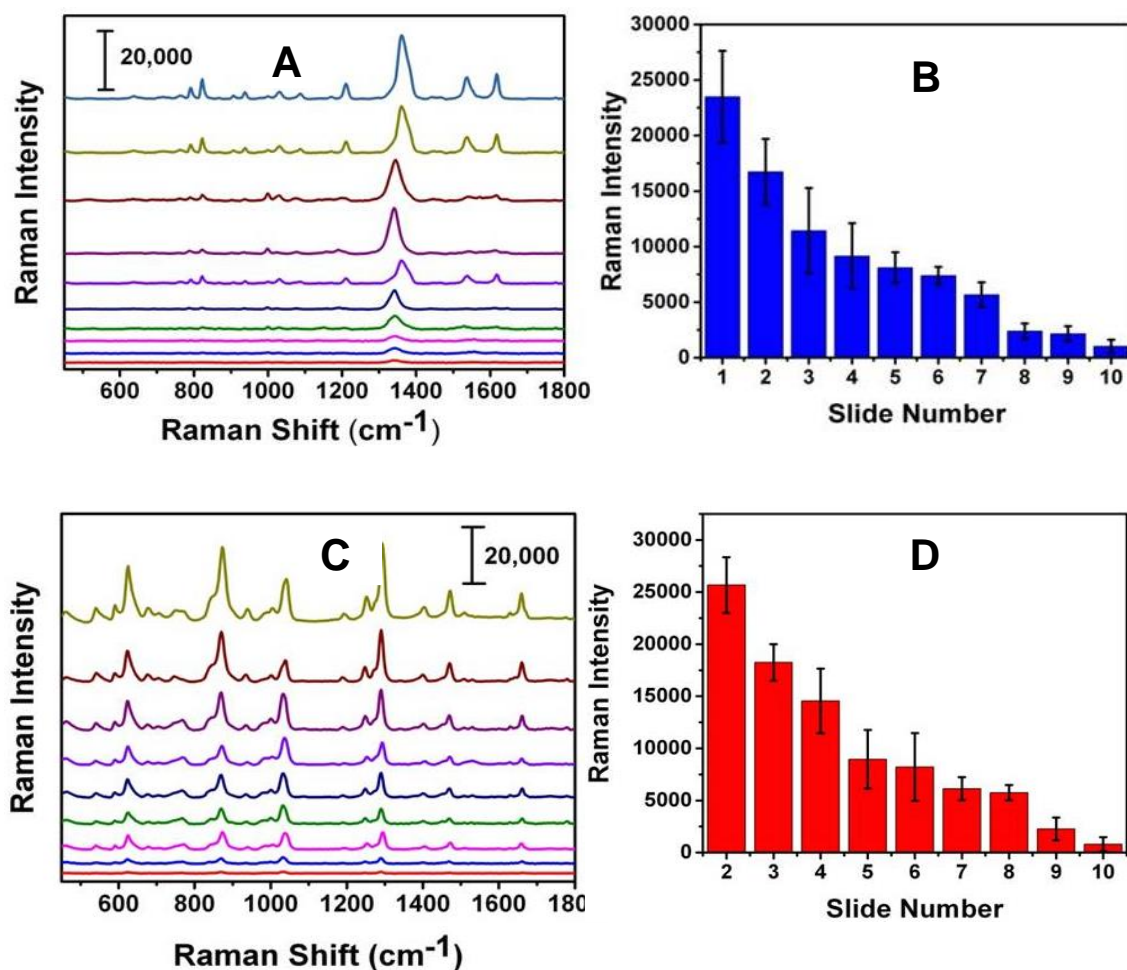 A
20,000
Raman Intensity
600 800 1000 1200 1400 1600 1800
Raman Shift (cm-1)
B
30000
25000
20000
15000
10000
5000
0
Raman Intensity
1 2 3 4 5 6 7 8 9 10
Slide Number
C
20,000
Raman Intensity
600 800 1000 1200 1400 1600 180
Raman Shift (cm-1)
D
30000
25000
20000
15000
10000
5000
0
Raman Intensity
2 3 4 5 6 7 8 9 10
Slide Number